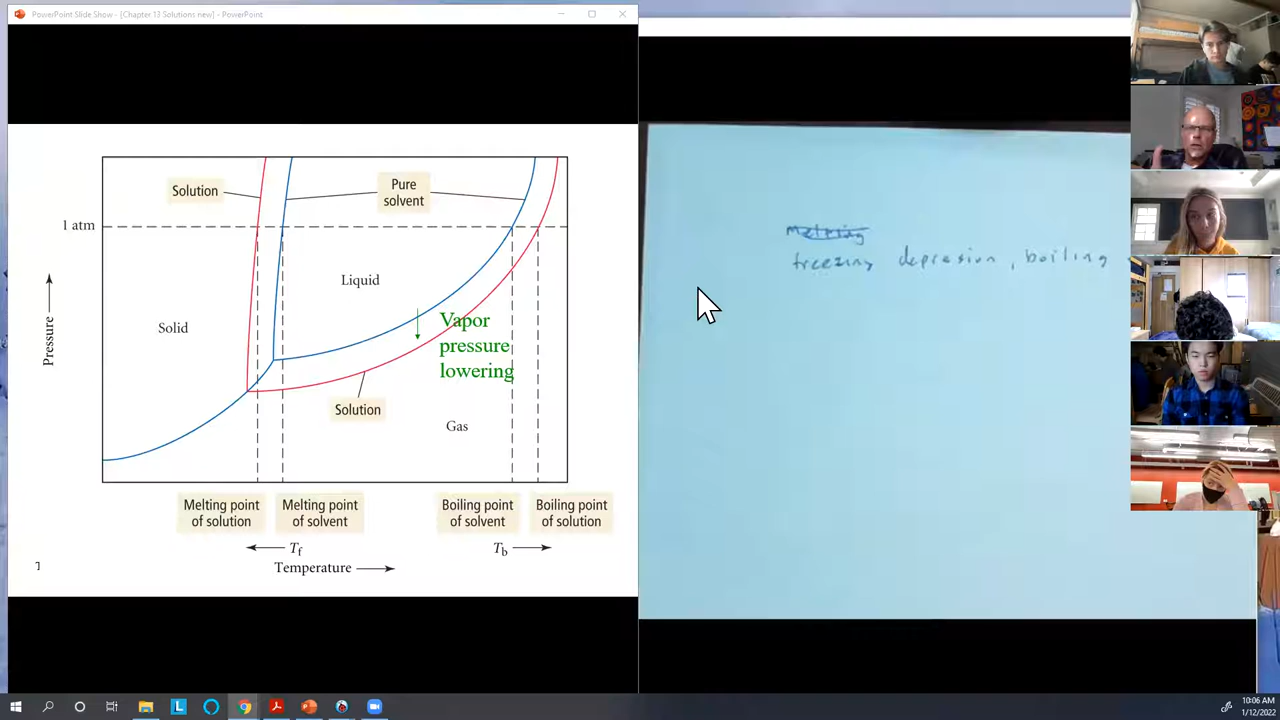 PowerPoint Slide Show - [Chapter 13 Solutions new] - PowerPoint
Solution
Pure
solvent
1 atm
Liquid
Solid
Vapor
pressure
lowering
Pressure
Solution
Gas
Melting point
of solution
Melting point
of solvent
Boiling point
of solvent
Boiling point
of solution
Tf
Tb
Temperature
Melting
freezing depression, boiling
10:06 AM
1/12/2022